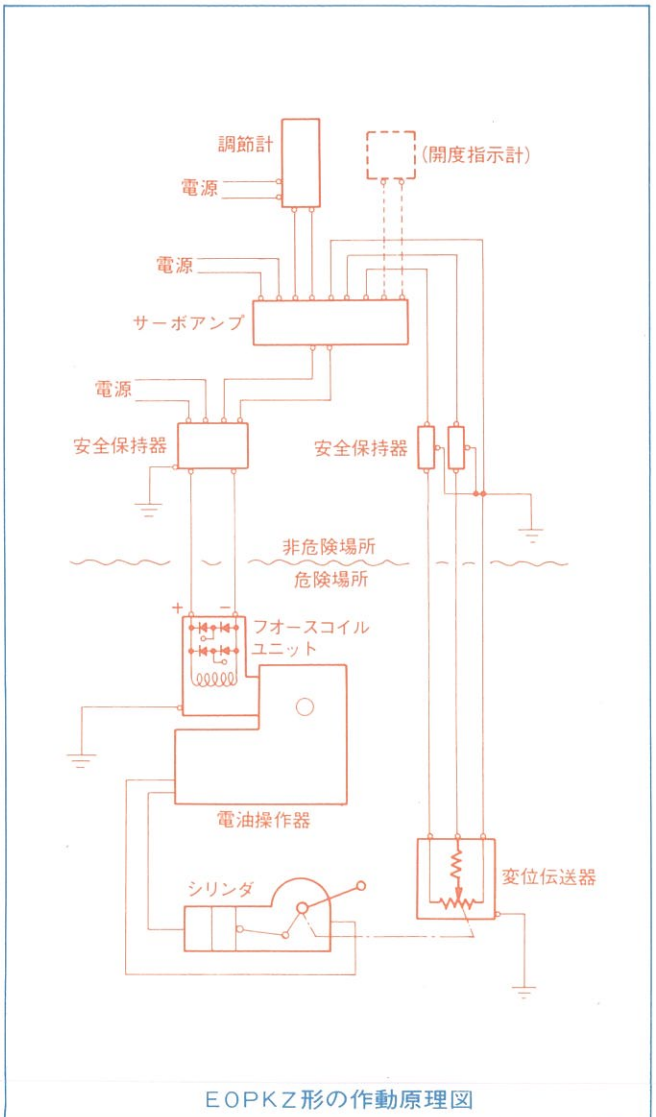 調節計
(開度指示計)
電源
電源
サーボアンプ
電源
安全保持器
安全保持器
非危険場所
危険場所
+ −
フオースコイル
ユニット
電油操作器
シリンダ
変位伝送器
EOPKZ形の作動原理図